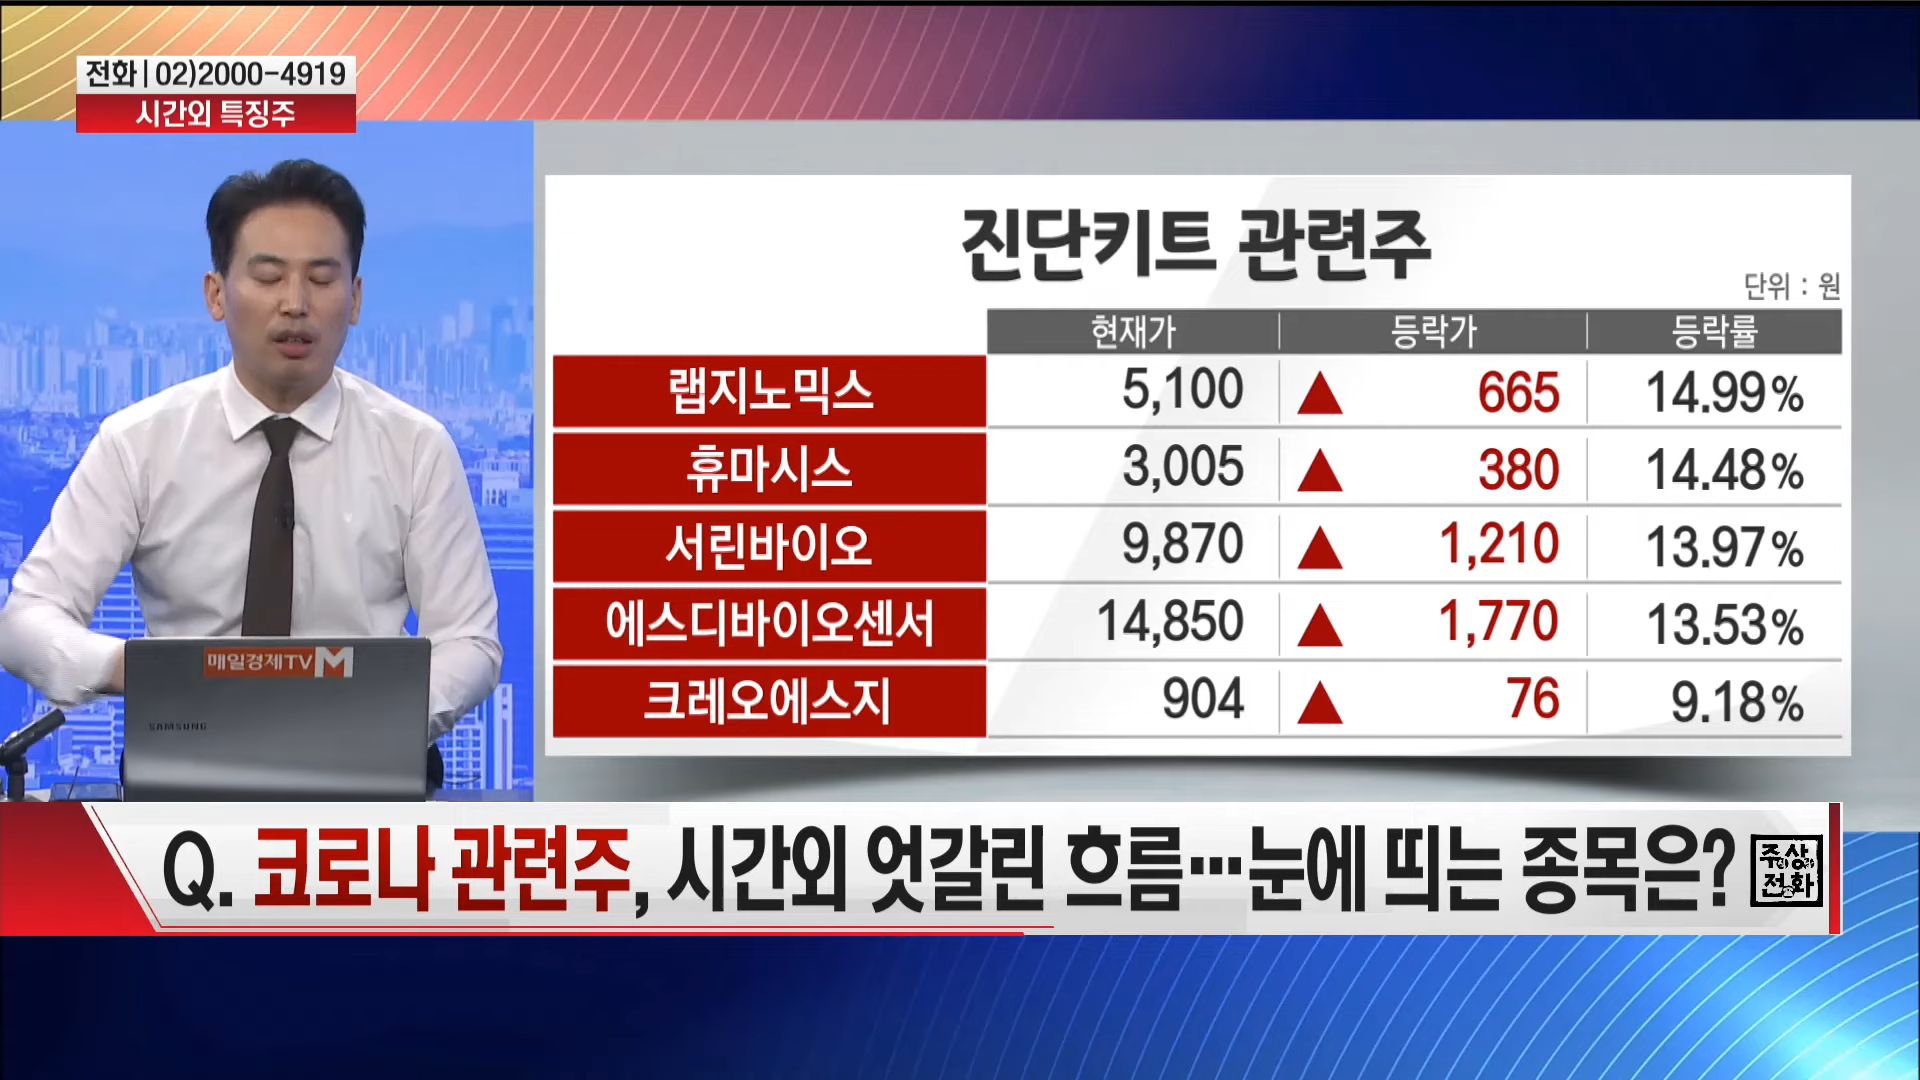 전화 | 02)2000-4919
시간외 특징주
진단키트 관련주
단위 : 원
현재가 등락가 등락률
랩지노믹스 5,100 ▲ 665 14.99%
휴마시스 3,005 ▲ 380 14.48%
서린바이오 9,870 ▲ 1,210 13.97%
에스디바이오센서 14,850 ▲ 1,770 13.53%
크레오에스지 904 ▲ 76 9.18%
매일경제TV M
SAMSUNG
Q. 코로나 관련주, 시간외 엇갈린 흐름…눈에 띄는 종목은?
주상
전화